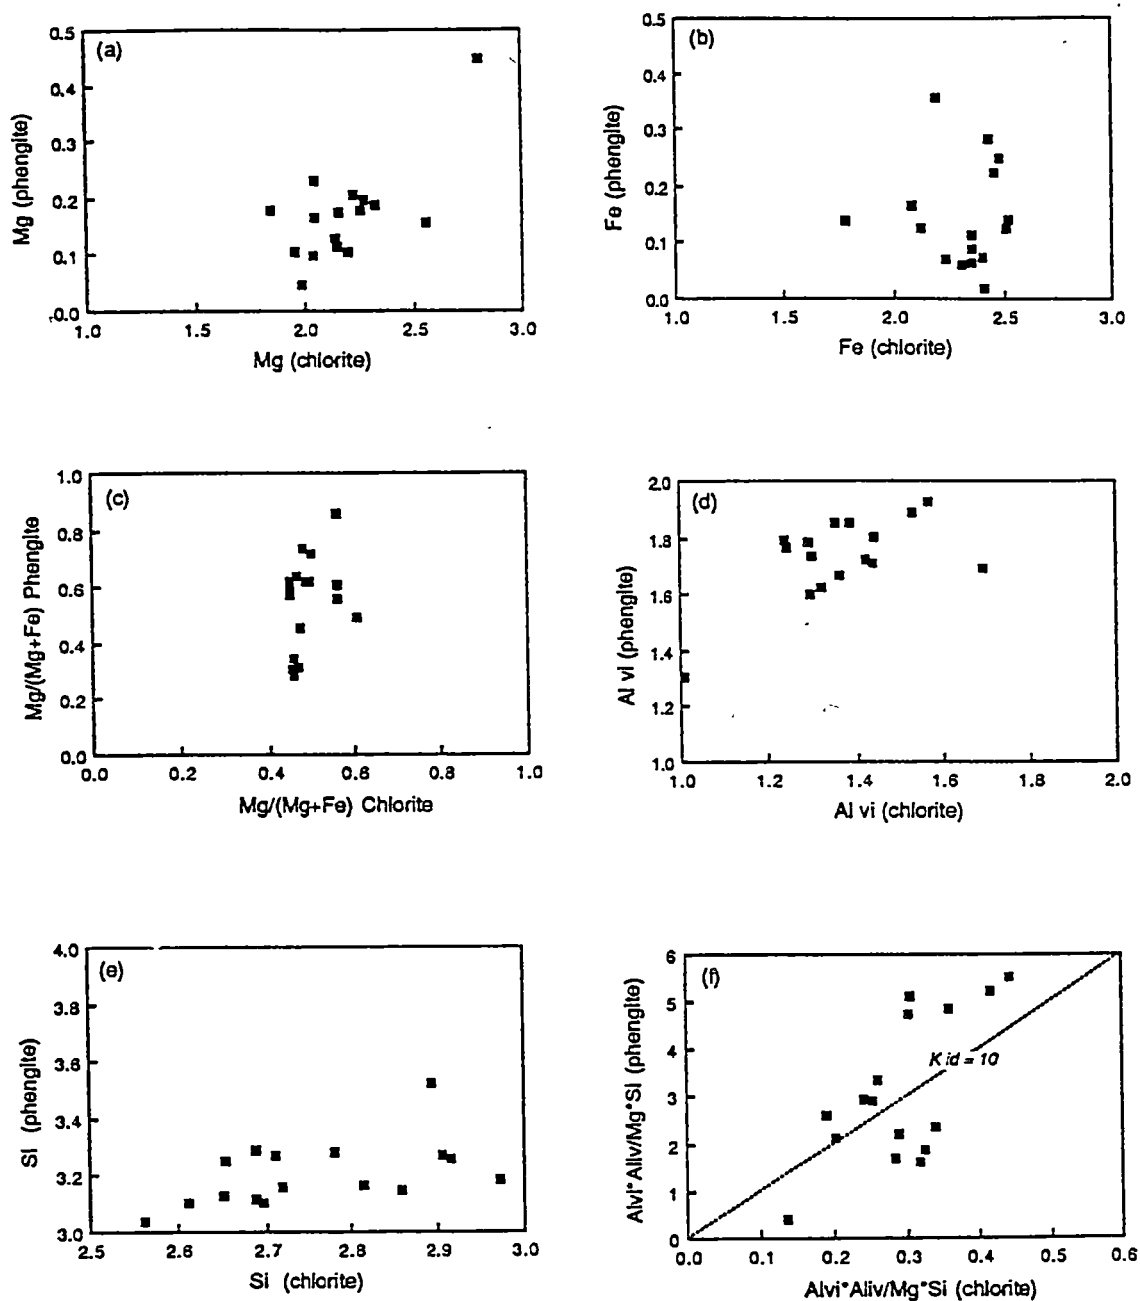 (a)
0.5
0.4
0.3
0.2
0.1
0.0
Mg (phengite)
1.0 1.5 2.0 2.5 3.0
Mg (chlorite)
(b)
0.5
0.4
0.3
0.2
0.1
0.0
Fe (phengite)
1.0 1.5 2.0 2.5 3.0
Fe (chlorite)
(c)
1.0
0.8
0.6
0.4
0.2
0.0
Mg/(Mg+Fe) Phengite
0.0 0.2 0.4 0.6 0.8 1.0
Mg/(Mg+Fe) Chlorite
(d)
2.0
1.8
1.6
1.4
1.2
1.0
Al vi (phengite)
1.0 1.2 1.4 1.6 1.8 2.0
Al vi (chlorite)
(e)
4.0
3.8
3.6
3.4
3.2
3.0
Si (phengite)
2.5 2.6 2.7 2.8 2.9 3.0
Si (chlorite)
(f)
6
5
4
3
2
1
0
Alvi*Aliv/Mg*Si (phengite)
K id = 10
0.0 0.1 0.2 0.3 0.4 0.5 0.6
Alvi*Aliv/Mg*Si (chlorite)